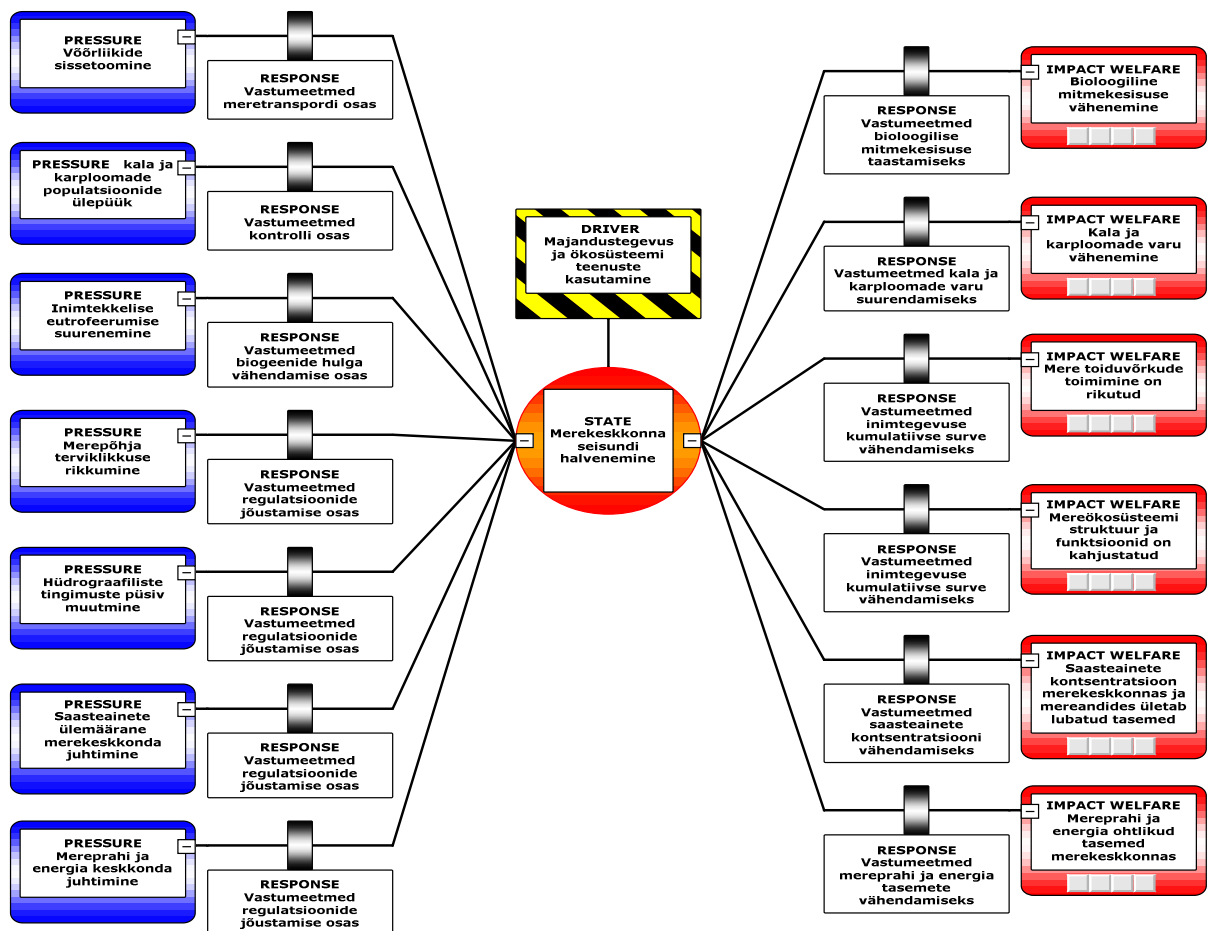 PRESSURE
Võõrliikide
sissetoomine
RESPONSE
Vastumeetmed
meretranspordi osas
PRESSURE kala ja
karploomade
populatsioonide
ülepüük
RESPONSE
Vastumeetmed
kontrolli osas
PRESSURE
Inimtekkelise
eutrofeerumise
suurenemine
RESPONSE
Vastumeetmed
biogeenide hulga
vähendamise osas
PRESSURE
Merepõhja
terviklikkuse
rikkumine
RESPONSE
Vastumeetmed
regulatsioonide
jõustamise osas
PRESSURE
Hüdrograafiliste
tingimuste püsiv
muutmine
RESPONSE
Vastumeetmed
regulatsioonide
jõustamise osas
PRESSURE
Saasteainete
ülemäärane
merekeskkonda
juhtimine
RESPONSE
Vastumeetmed
regulatsioonide
jõustamise osas
PRESSURE
Mereprahi ja
energia keskkonda
juhtimine
RESPONSE
Vastumeetmed
regulatsioonide
jõustamise osas
DRIVER
Majandustegevus
ja ökosüsteemi
teenuste
kasutamine
STATE
Merekeskkonna
seisundi
halvenemine
RESPONSE
Vastumeetmed
bioloogilise
mitmekesisuse
taastamiseks
IMPACT WELFARE
Bioloogiline
mitmekesisuse
vähenemine
RESPONSE
Vastumeetmed kala ja
karploomade varu
suurendamiseks
IMPACT WELFARE
Kala ja
karploomade varu
vähenemine
RESPONSE
Vastumeetmed
inimtegevuse
kumulatiivse surve
vähendamiseks
IMPACT WELFARE
Mere toiduvõrkude
toimimine on
rikutud
RESPONSE
Vastumeetmed
inimtegevuse
kumulatiivse surve
vähendamiseks
IMPACT WELFARE
Mereökosüsteemi
struktuur ja
funktsioonid on
kahjustatud
RESPONSE
Vastumeetmed
saasteainete
kontsentratsiooni
vähendamiseks
IMPACT WELFARE
Saasteainete
kontsentratsioon
merekeskkonnas ja
mereandides ületab
lubatud tasemed
RESPONSE
Vastumeetmed
mereprahi ja energia
tasemete
vähendamiseks
IMPACT WELFARE
Mereprahi ja
energia ohtlikud
tasemed
merekeskkonnas